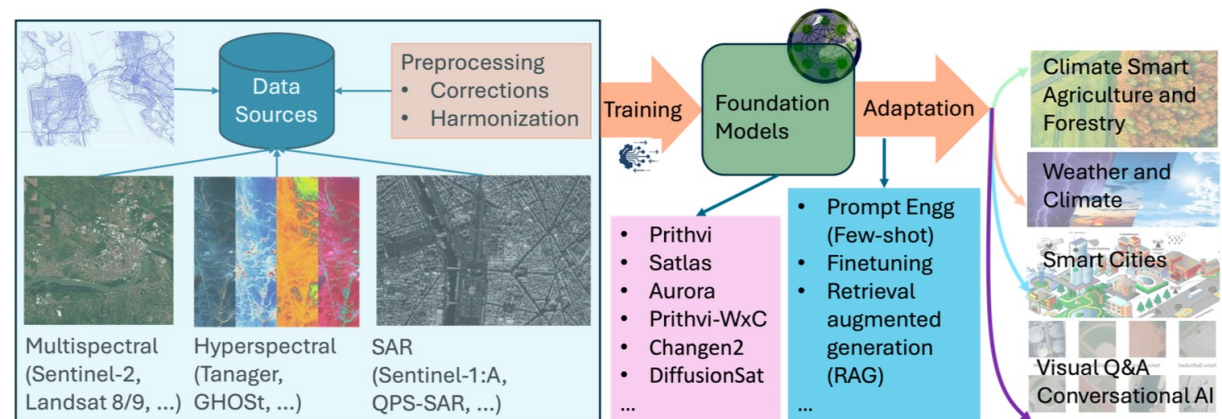 Data
Sources
Preprocessing
• Corrections
• Harmonization
Multispectral
(Sentinel-2,
Landsat 8/9, ...)
Hyperspectral
(Tanager,
GHOSt, ...)
SAR
(Sentinel-1:A,
QPS-SAR, ...)
Training
Foundation
Models
Adaptation
• Prithvi
• Satlas
• Aurora
• Prithvi-WxC
• Changen2
• DiffusionSat
...
• Prompt Engg
(Few-shot)
• Finetuning
• Retrieval
augmented
generation
(RAG)
...
Climate Smart
Agriculture and
Forestry
Weather and
Climate
Smart Cities
Visual Q&A
Conversational AI